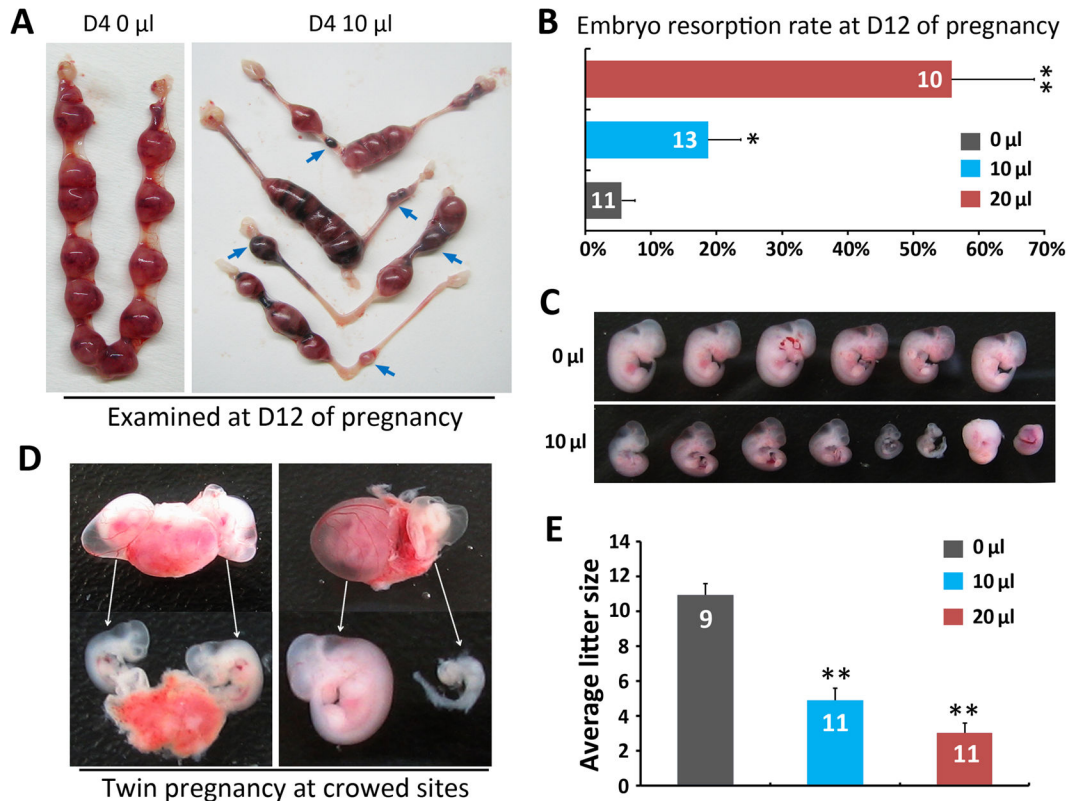 A
D4 0 µl
D4 10 µl
Examined at D12 of pregnancy
B
Embryo resorption rate at D12 of pregnancy
10
**
13
*
11
0 µl
10 µl
20 µl
0% 10% 20% 30% 40% 50% 60% 70%
C
0 µl
10 µl
D
Twin pregnancy at crowed sites
E
0 µl
10 µl
20 µl
Average litter size
14
12
10
8
6
4
2
0
9
**
11
**
11